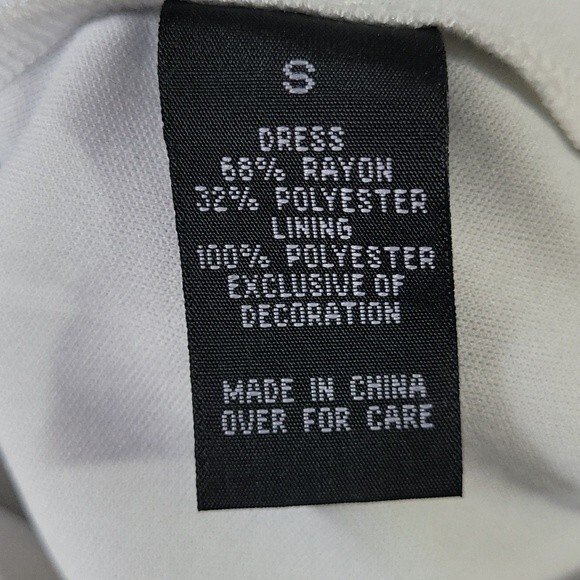 S
DRESS
68% RAYON
32% POLYESTER
LINING
100% POLYESTER
EXCLUSIVE OF
DECORATION
MADE IN CHINA
OVER FOR CARE